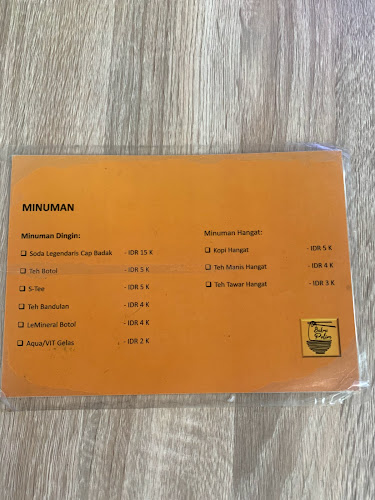 MINUMAN
Minuman Dingin:
Soda Legendaris Cap Badak - IDR 15 K
Teh Botol - IDR 5 K
S-Tee - IDR 5 K
Teh Bandulan - IDR 4 K
LeMineral Botol - IDR 4 K
Aqua/VIT Gelas - IDR 2 K
Minuman Hangat:
Kopi Hangat - IDR 5 K
Teh Manis Hangat - IDR 4 K
Teh Tawar Hangat - IDR 3 K